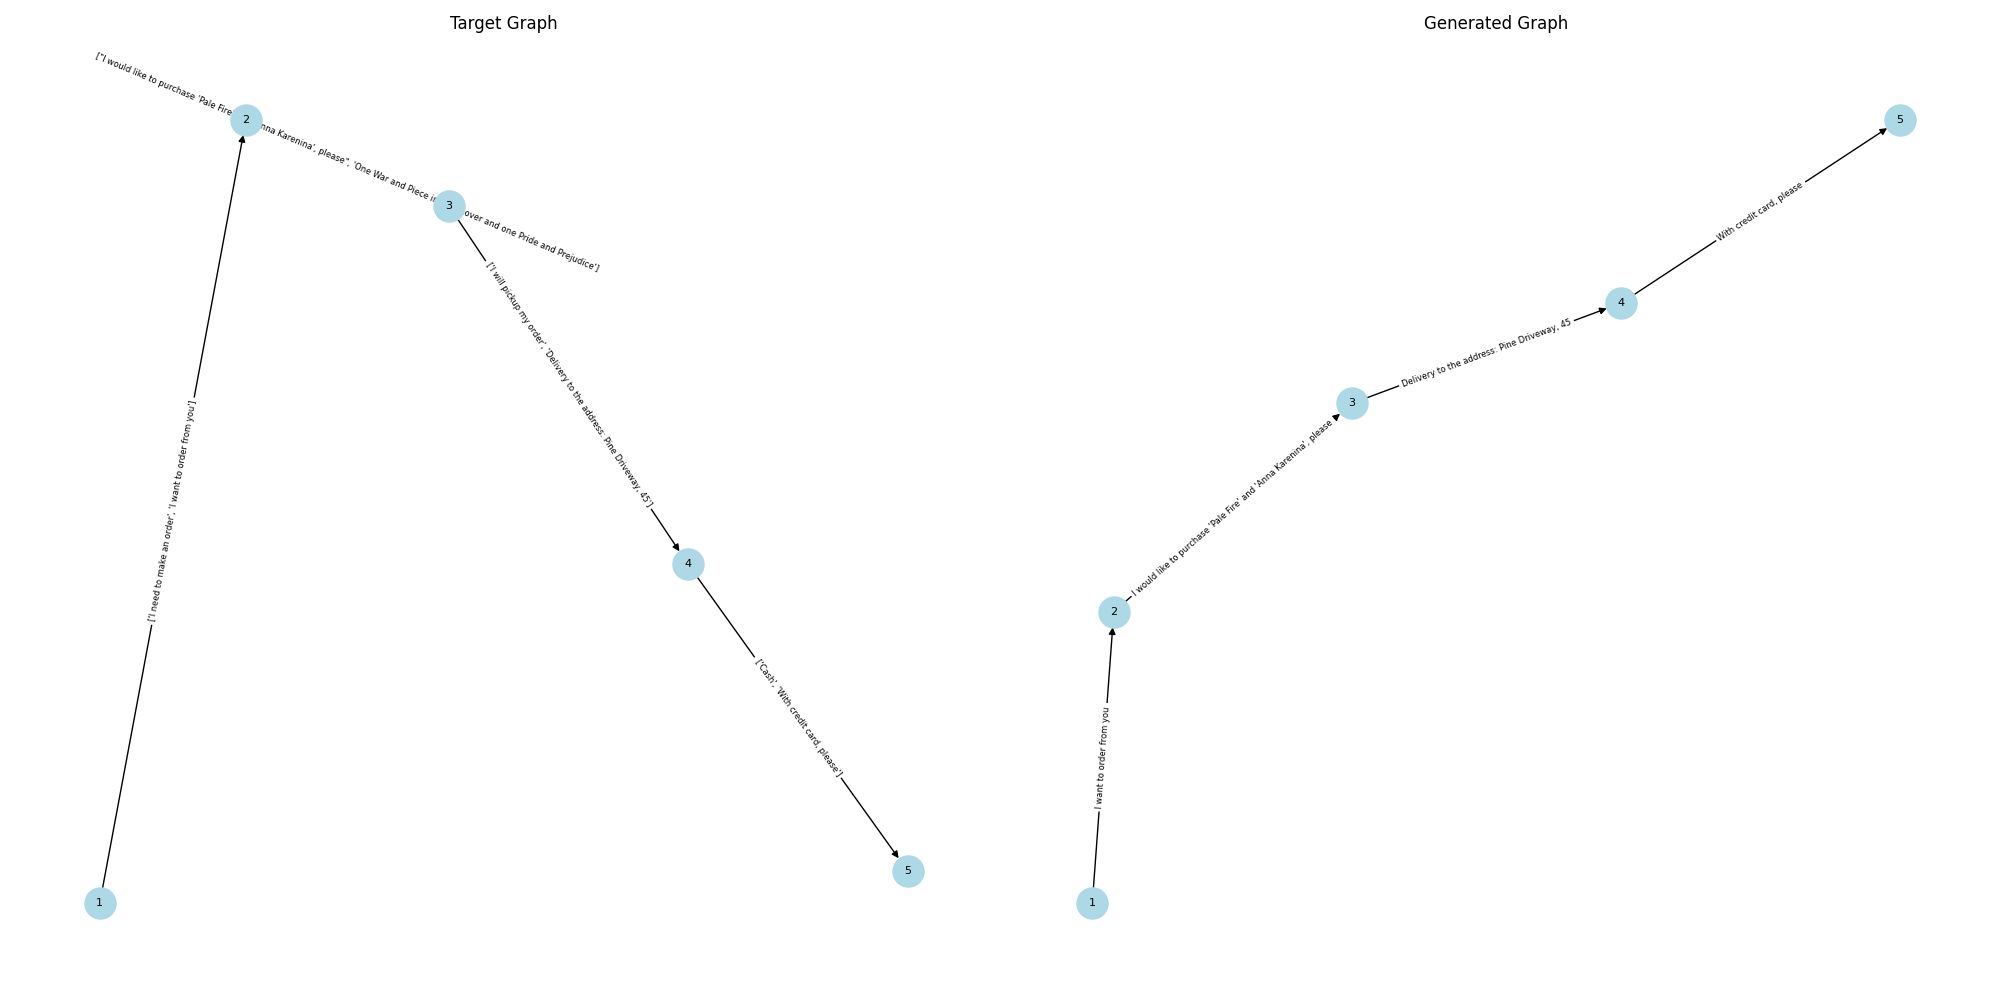 Target Graph
["I would like to purchase 'Pale Fire nna Karenina', please", 'One War and Piece over and one Pride and Prejudice']
2
3
['I need to make an order', 'I want to order from you']
['I will pickup my order', 'Delivery to the address: Pine Driveway, 45']
4
['Cash', 'With credit card, please']
5
1
Generated Graph
5
With credit card, please
4
Delivery to the address: Pine Driveway, 45
3
I would like to purchase 'Pale Fire' and 'Anna Karenina', please
2
I want to order from you
1